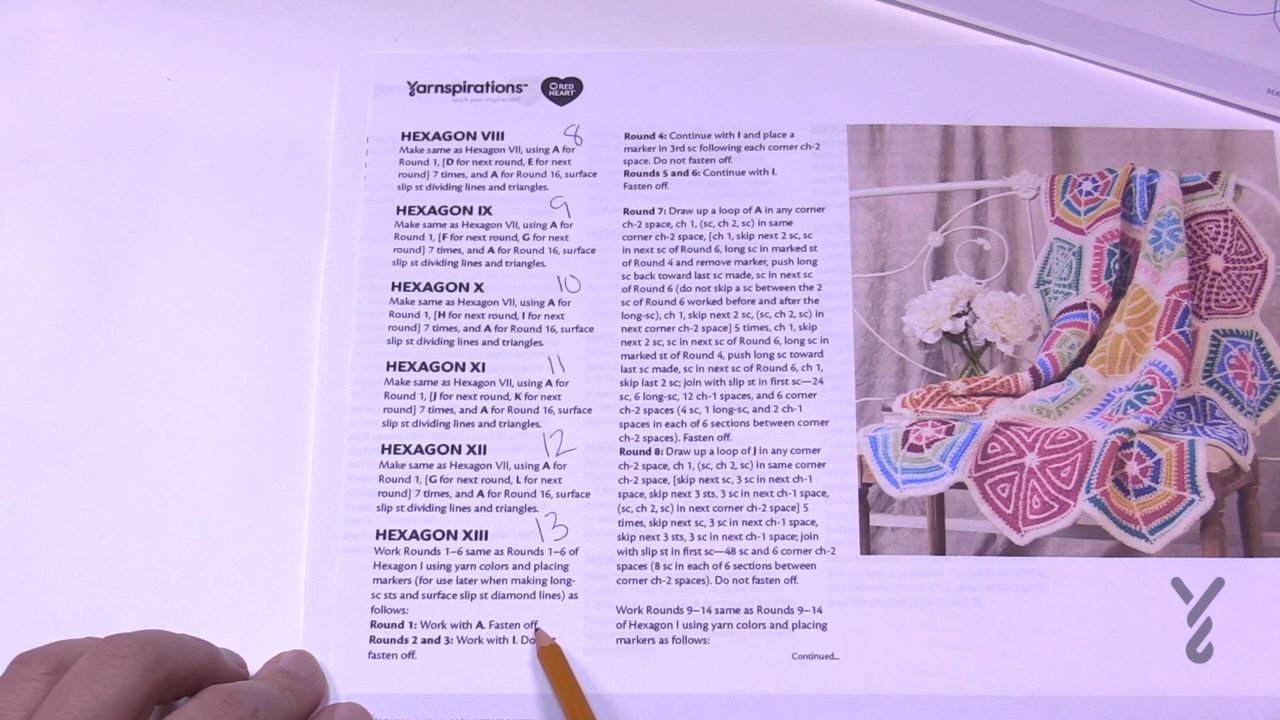 Yarnspirations™
spark your inspiration!
RED HEART
HEXAGON VIII 8
Make same as Hexagon VII, using A for
Round 1, [D for next round, E for next
round] 7 times, and A for Round 16, surface
slip st dividing lines and triangles.
HEXAGON IX 9
Make same as Hexagon VII, using A for
Round 1, [F for next round, G for next
round] 7 times, and A for Round 16, surface
slip st dividing lines and triangles.
HEXAGON X 10
Make same as Hexagon VII, using A for
Round 1, [H for next round, I for next
round] 7 times, and A for Round 16, surface
slip st dividing lines and triangles.
HEXAGON XI 11
Make same as Hexagon VII, using A for
Round 1, [J for next round, K for next
round] 7 times, and A for Round 16, surface
slip st dividing lines and triangles.
HEXAGON XII 12
Make same as Hexagon VII, using A for
Round 1, [G for next round, L for next
round] 7 times, and A for Round 16, surface
slip st dividing lines and triangles.
HEXAGON XIII 13
Work Rounds 1–6 same as Rounds 1–6 of
Hexagon I using yarn colors and placing
markers (for use later when making long-
sc sts and surface slip st diamond lines) as
follows:
Round 1: Work with A. Fasten off.
Rounds 2 and 3: Work with I. Do
fasten off.
Round 4: Continue with I and place a
marker in 3rd sc following each corner ch-2
space. Do not fasten off.
Rounds 5 and 6: Continue with I.
Fasten off.
Round 7: Draw up a loop of A in any corner
ch-2 space, ch 1, (sc, ch 2, sc) in same
corner ch-2 space, [ch 1, skip next 2 sc, sc
in next sc of Round 6, long sc in marked st
of Round 4 and remove marker, push long
sc back toward last sc made, sc in next sc
of Round 6 (do not skip a sc between the 2
sc of Round 6 worked before and after the
long-sc), ch 1, skip next 2 sc, (sc, ch 2, sc) in
next corner ch-2 space] 5 times, ch 1, skip
next 2 sc, sc in next sc of Round 6, long sc in
marked st of Round 4, push long sc toward
last sc made, sc in next sc of Round 6, ch 1,
skip last 2 sc; join with slip st in first sc—24
sc, 6 long-sc, 12 ch-1 spaces, and 6 corner
ch-2 spaces (4 sc, 1 long-sc, and 2 ch-1
spaces in each of 6 sections between corner
ch-2 spaces). Fasten off.
Round 8: Draw up a loop of J in any corner
ch-2 space, ch 1, (sc, ch 2, sc) in same corner
ch-2 space, [skip next sc, 3 sc in next ch-1
space, skip next 3 sts, 3 sc in next ch-1 space,
(sc, ch 2, sc) in next corner ch-2 space] 5
times, skip next sc, 3 sc in next ch-1 space,
skip next 3 sts, 3 sc in next ch-1 space; join
with slip st in first sc—48 sc and 6 corner ch-2
spaces (8 sc in each of 6 sections between
corner ch-2 spaces). Do not fasten off.
Work Rounds 9–14 same as Rounds 9–14
of Hexagon I using yarn colors and placing
markers as follows:
Continued...